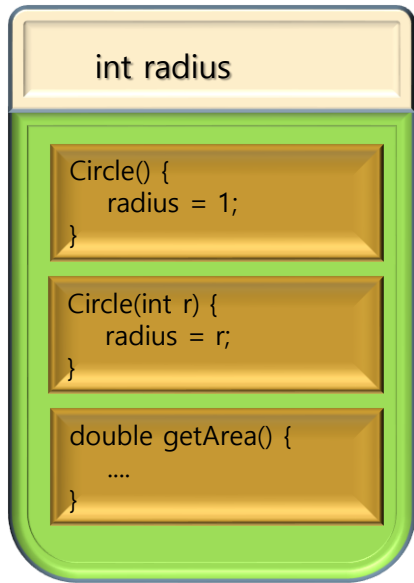 int radius
Circle() {
radius = 1;
}
Circle(int r) {
radius = r;
}
double getArea() {
....
}